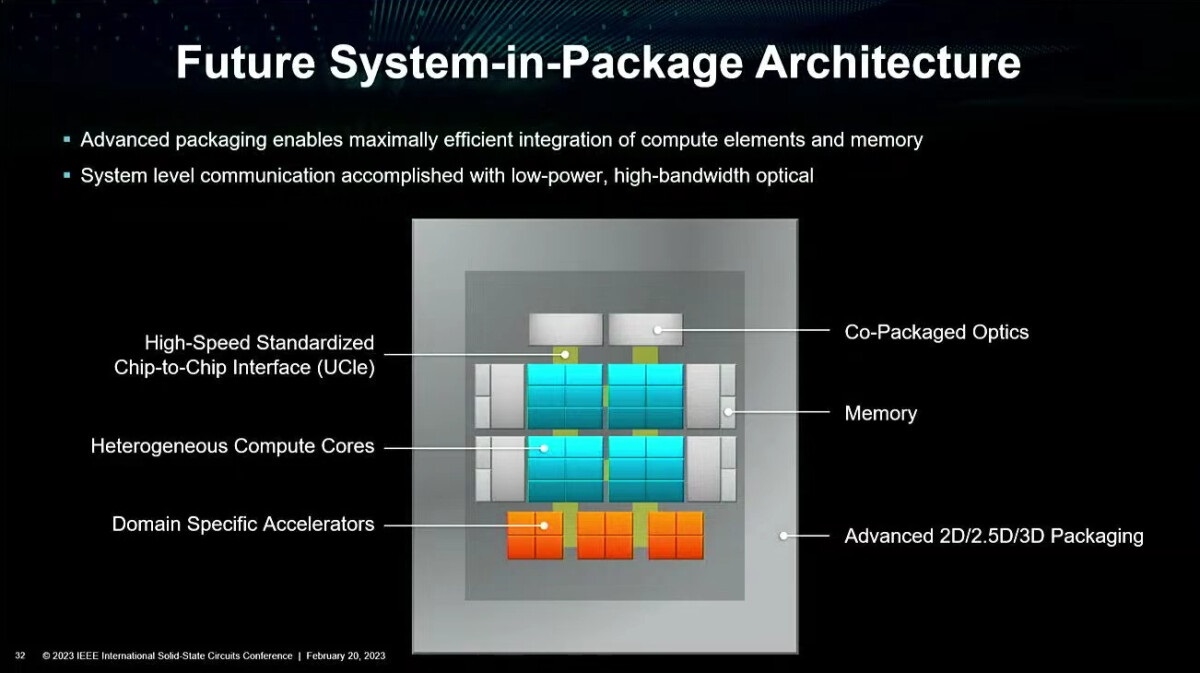 Future System-in-Package Architecture
▪ Advanced packaging enables maximally efficient integration of compute elements and memory
▪ System level communication accomplished with low-power, high-bandwidth optical
High-Speed Standardized
Chip-to-Chip Interface (UCIe)
Heterogeneous Compute Cores
Domain Specific Accelerators
Co-Packaged Optics
Memory
Advanced 2D/2.5D/3D Packaging
32 © 2023 IEEE International Solid-State Circuits Conference | February 20, 2023